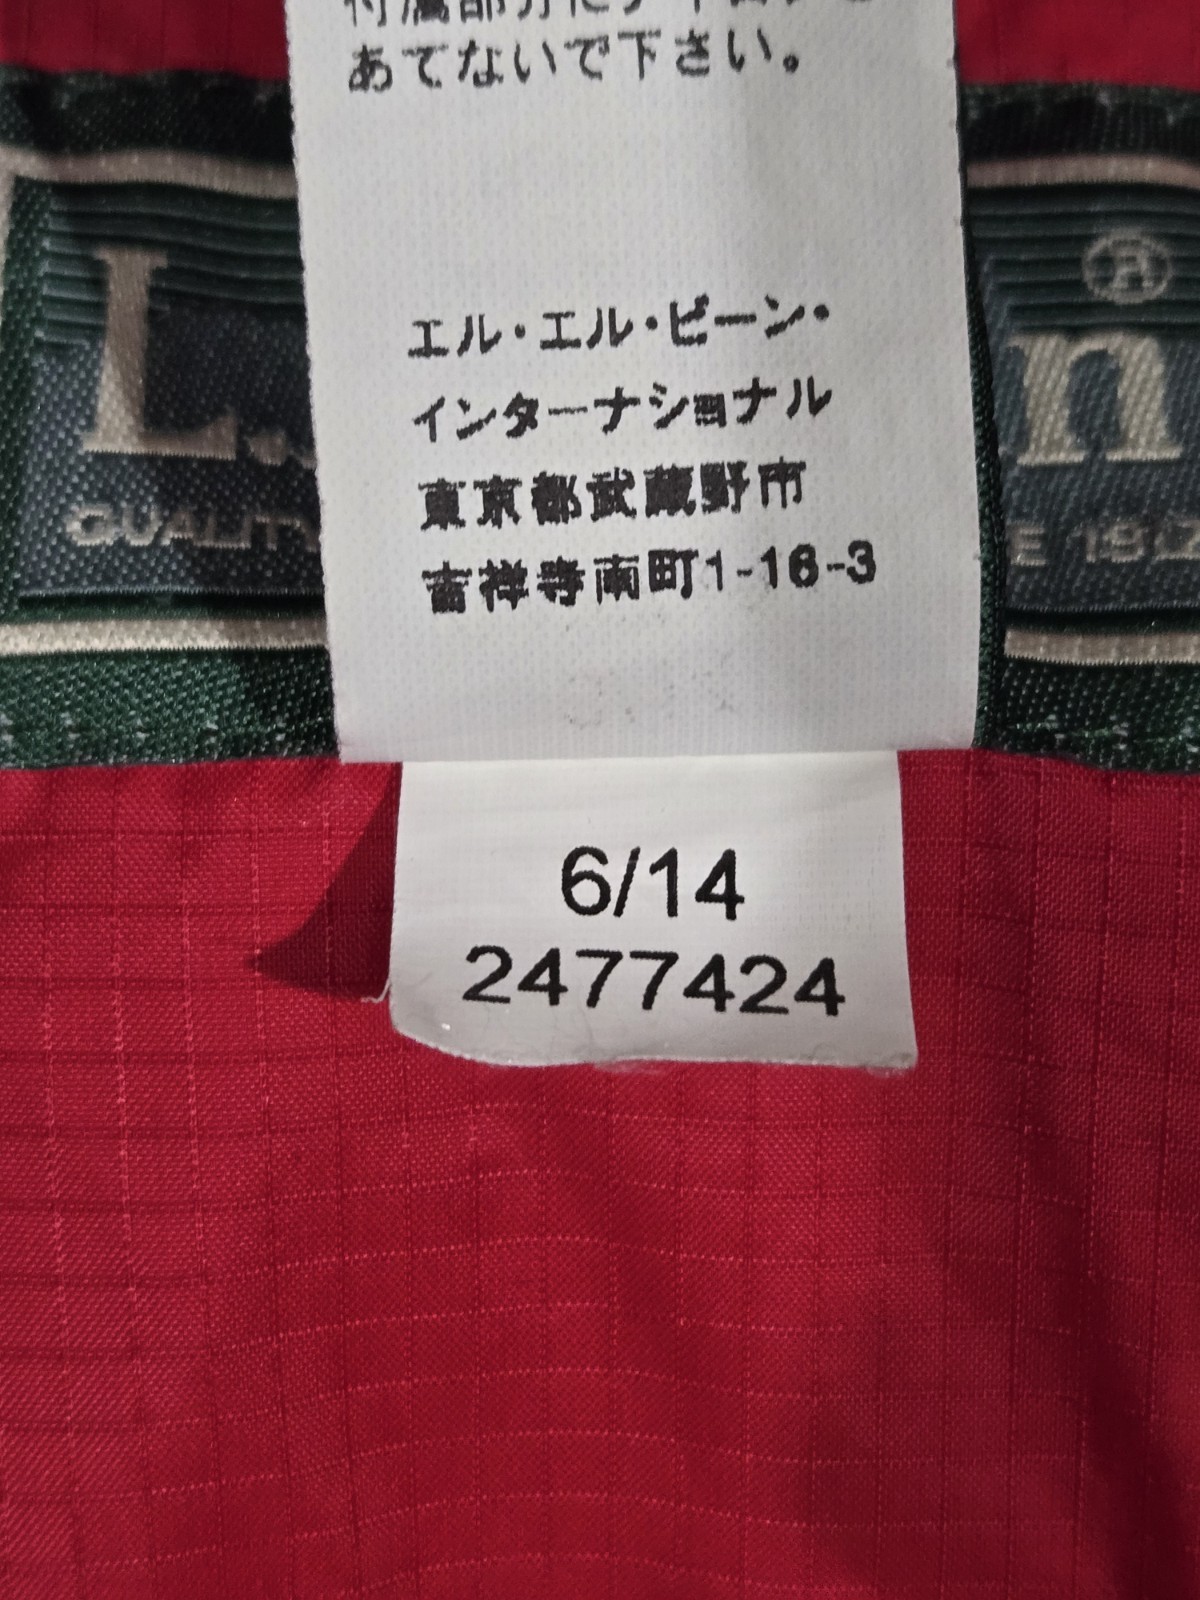 あてないで下さい。
エル・エル・ビーン・
インターナショナル
東京都武蔵野市
吉祥寺南町1-16-3
L.
n®
QUALITY
E 19
6/14
2477424